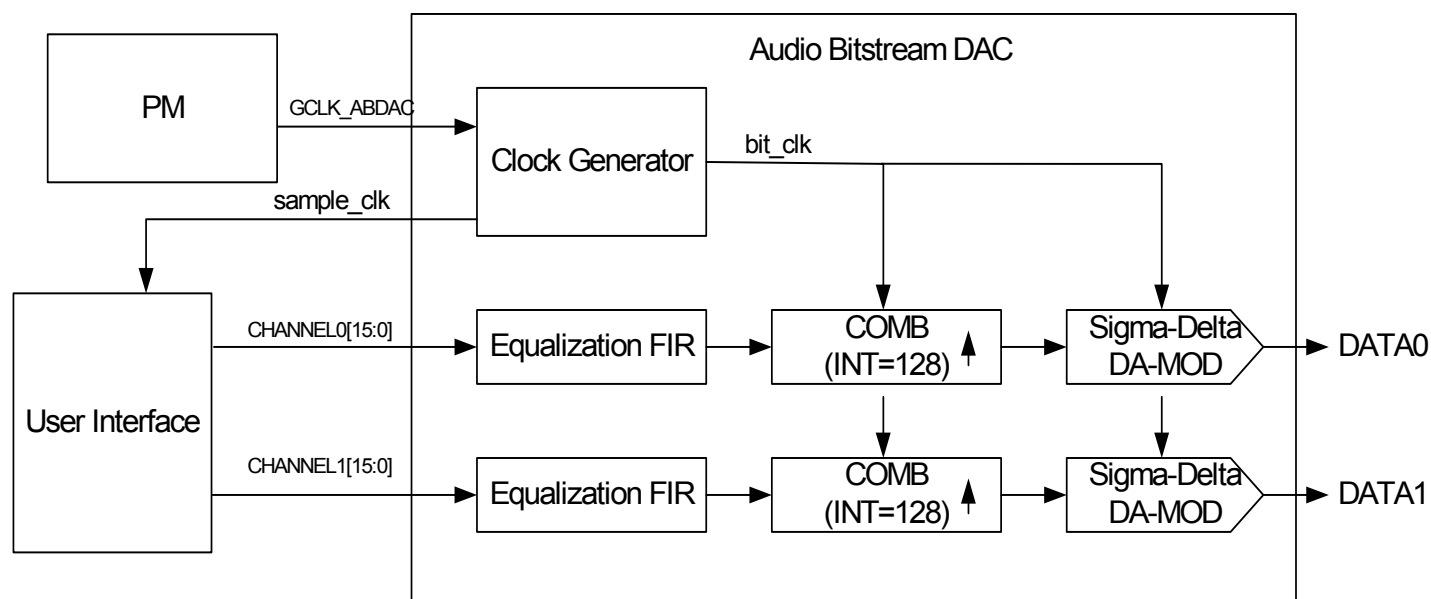 Audio Bitstream DAC
PM
GCLK_ABDAC
Clock Generator
bit_clk
sample_clk
User Interface
CHANNEL0[15:0]
Equalization FIR
COMB
(INT=128)
Sigma-Delta
DA-MOD
DATA0
CHANNEL1[15:0]
Equalization FIR
COMB
(INT=128)
Sigma-Delta
DA-MOD
DATA1